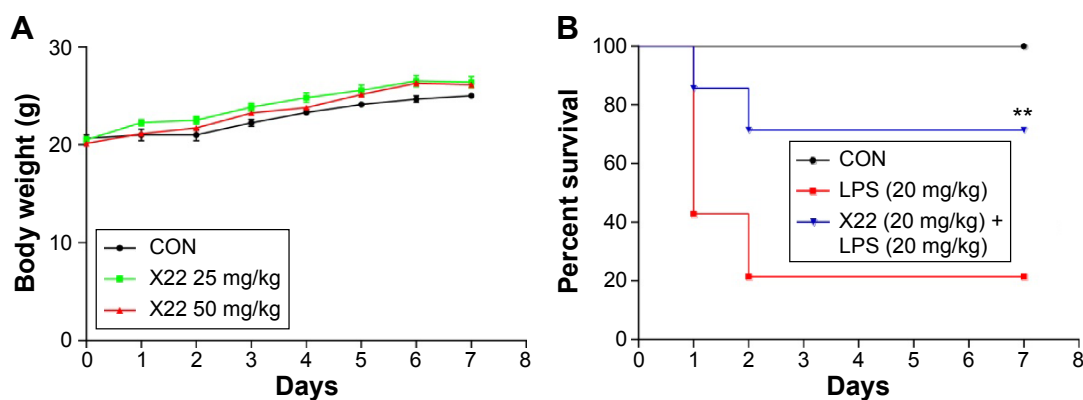 A
Body weight (g)
30
20
10
0
CON
X22 25 mg/kg
X22 50 mg/kg
0 1 2 3 4 5 6 7 8
Days
B
Percent survival
100
80
60
40
20
0
**
CON
LPS (20 mg/kg)
X22 (20 mg/kg) +
LPS (20 mg/kg)
0 1 2 3 4 5 6 7 8
Days